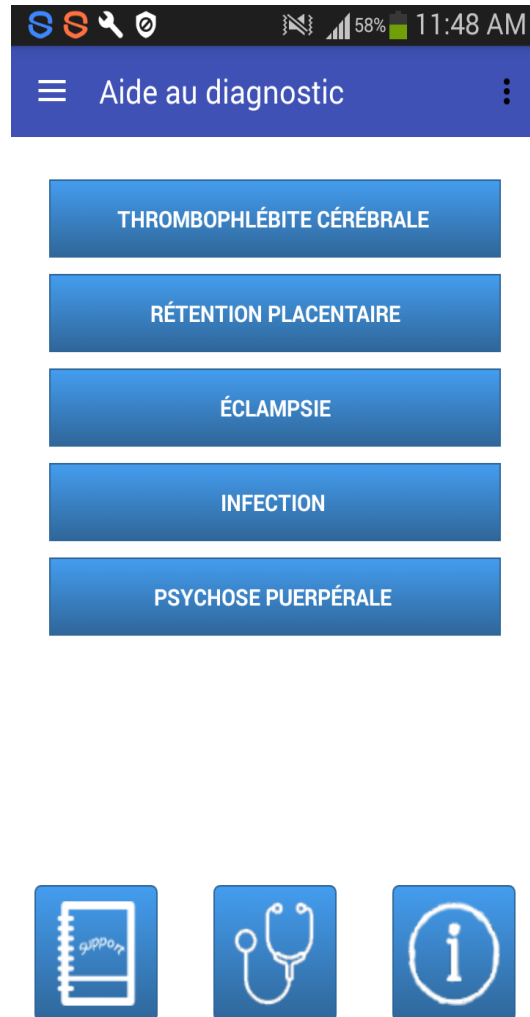 58% 11:48 AM
Aide au diagnostic
THROMBOPHLÉBITE CÉRÉBRALE
RÉTENTION PLACENTAIRE
ÉCLAMPSIE
INFECTION
PSYCHOSE PUERPÉRALE
support